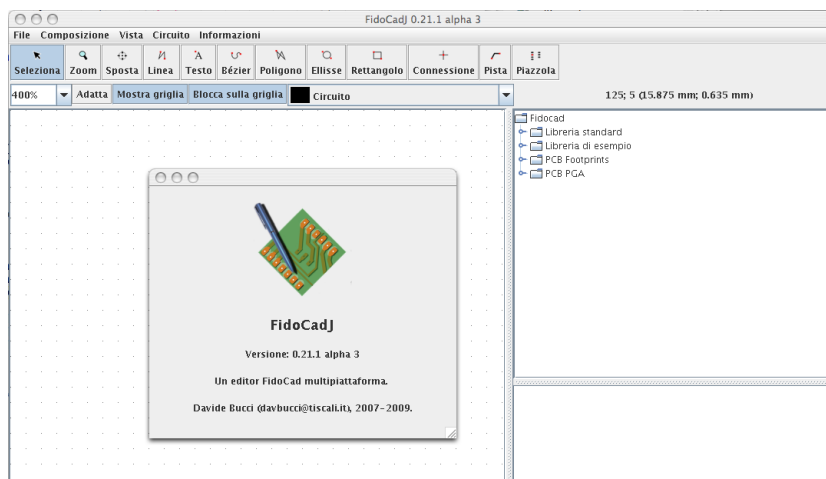 FidoCadJ 0.21.1 alpha 3
File Composizione Vista Circuito Informazioni
Seleziona Zoom Sposta Linea Testo Bézier Poligono Ellisse Rettangolo Connessione Pista Piazzola
400% Adatta Mostra griglia Blocca sulla griglia Circuito 125; 5 (15.875 mm; 0.635 mm)
Fidocad
Libreria standard
Libreria di esempio
PCB Footprints
PCB PGA
FidoCadJ
Versione: 0.21.1 alpha 3
Un editor FidoCad multipiattaforma.
Davide Bucci (davbucci@tiscali.it), 2007-2009.